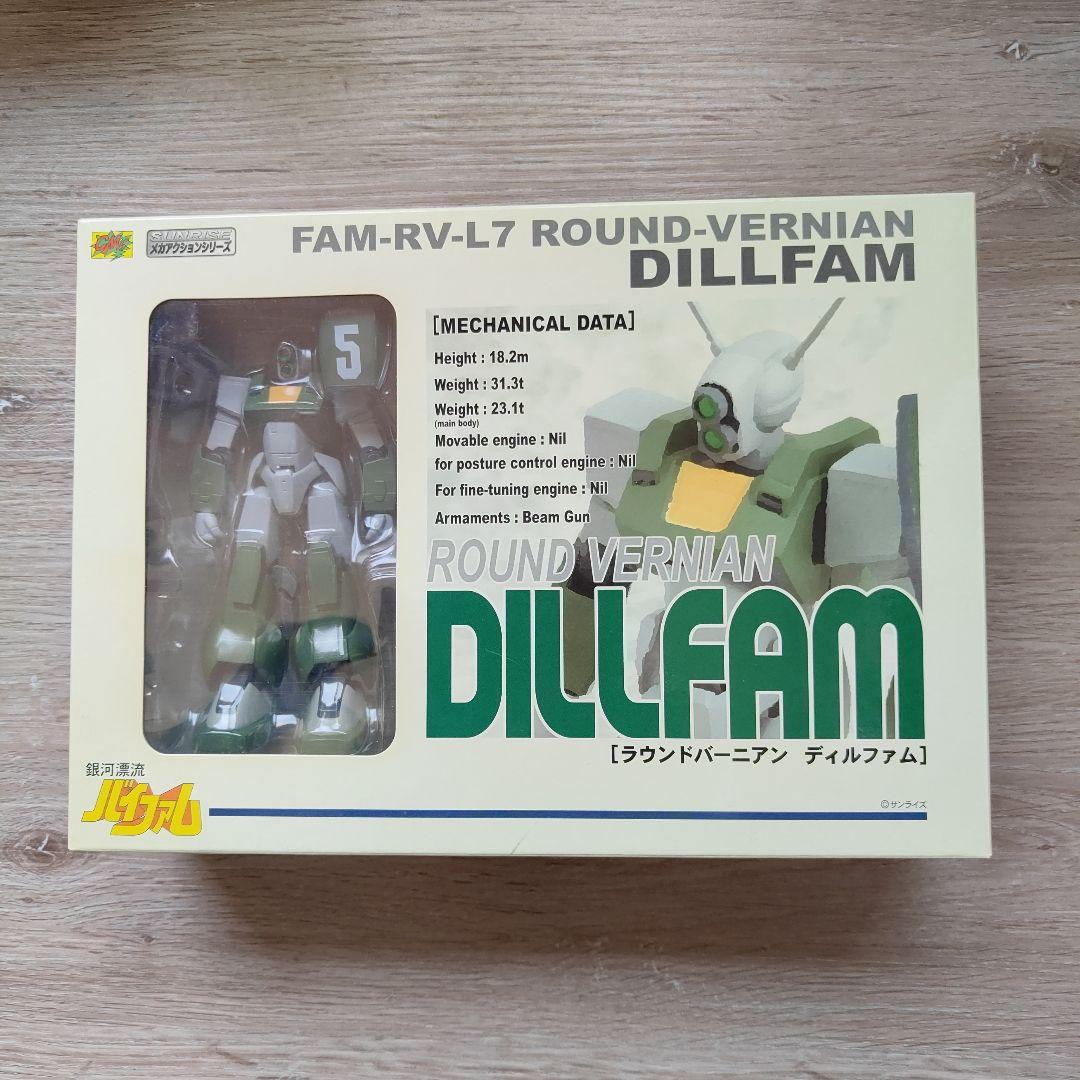 CM's
SUNRISE
メカアクションシリーズ
FAM-RV-L7 ROUND-VERNIAN
DILLFAM
5
[MECHANICAL DATA]
Height : 18.2m
Weight : 31.3t
Weight : 23.1t
(main body)
Movable engine : Nil
for posture control engine : Nil
For fine-tuning engine : Nil
Armaments : Beam Gun
ROUND VERNIAN
DILLFAM
[ラウンドバーニアン ディルファム]
銀河漂流
バイファム
©サンライズ